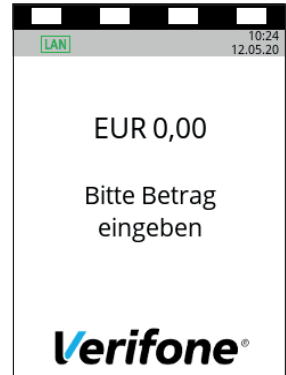 LAN
10:24
12.05.20
EUR 0,00
Bitte Betrag
eingeben
Verifone®